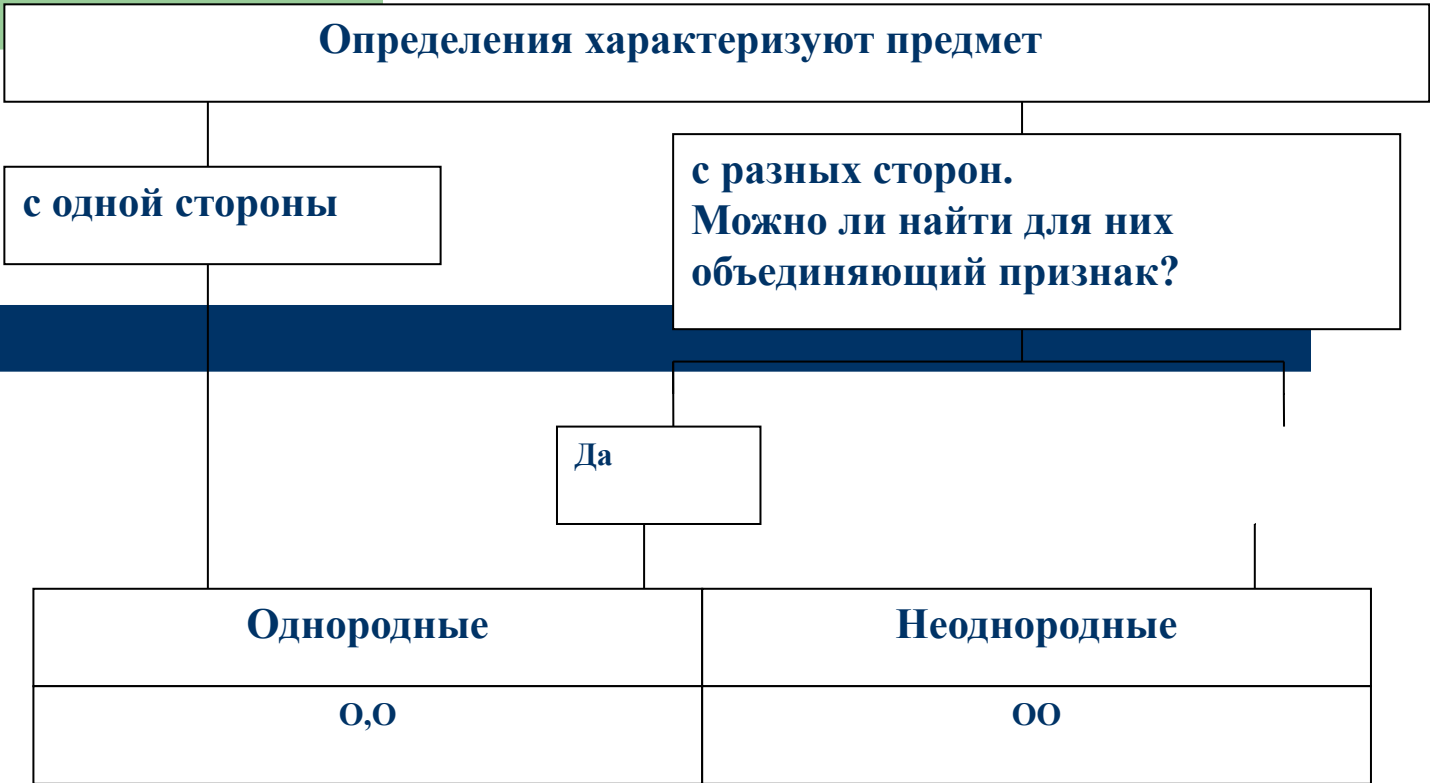 Определения характеризуют предмет
с одной стороны
с разных сторон.
Можно ли найти для них
объединяющий признак?
Да
Однородные
Неоднородные
О,О
ОО